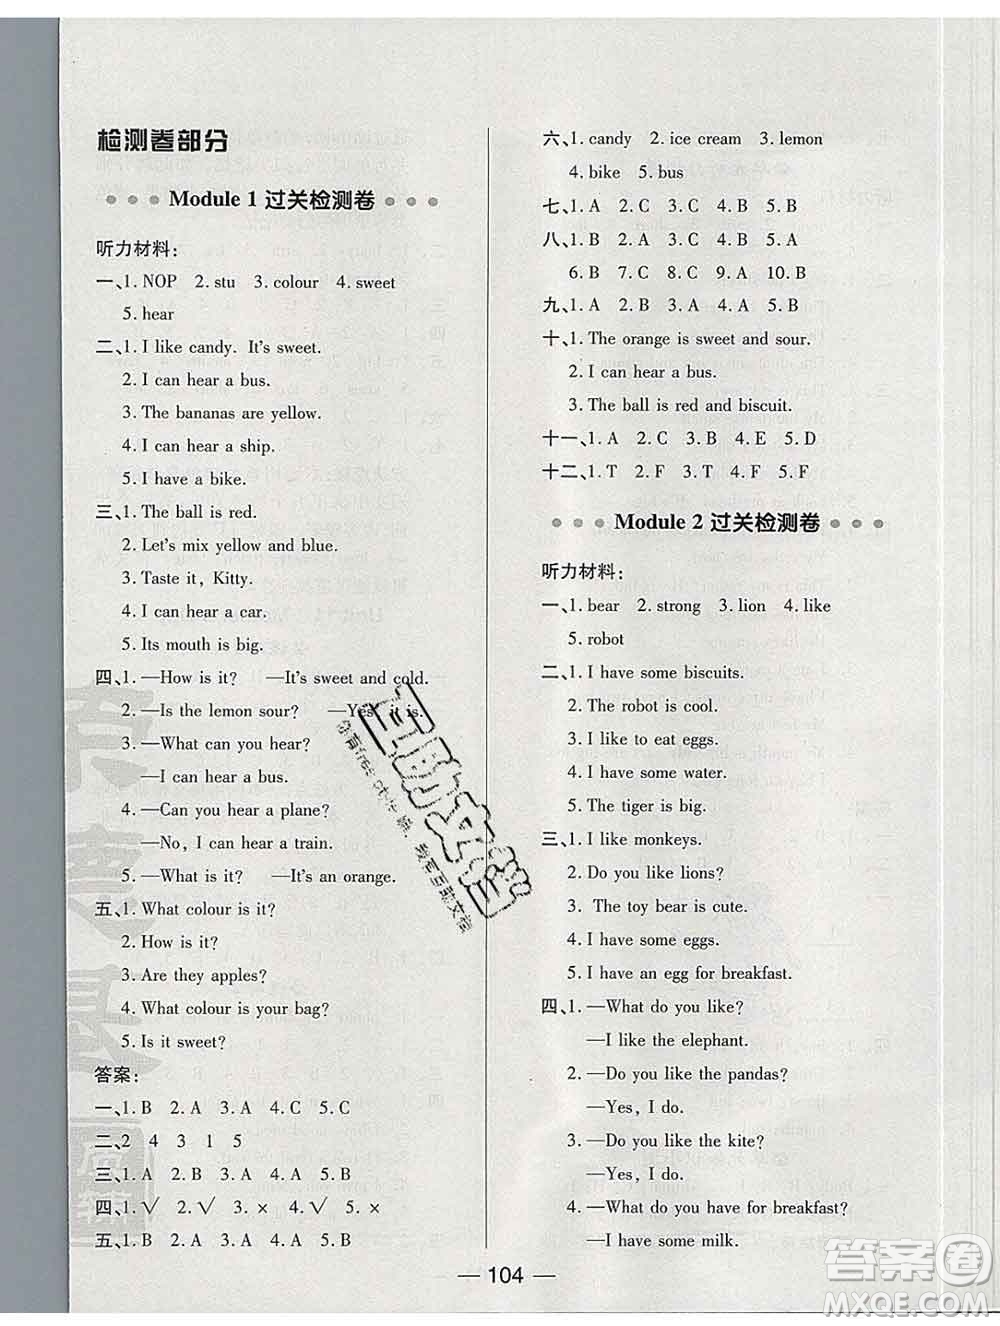 检测卷部分
Module 1 过关检测卷
听力材料:
一、1. NOP 2. stu 3. colour 4. sweet
5. hear
二、1. I like candy. It's sweet.
2. I can hear a bus.
3. The bananas are yellow.
4. I can hear a ship.
5. I have a bike.
三、1. The ball is red.
2. Let's mix yellow and blue.
3. Taste it, Kitty.
4. I can hear a car.
5. Its mouth is big.
四、1. —How is it? —It's sweet and cold.
2. —Is the lemon sour? —Yes, it is.
3. —What can you hear?
—I can hear a bus.
4. —Can you hear a plane?
—No, I can hear a train.
5. —What is it? —It's an orange.
五、1. What colour is it?
2. How is it?
3. Are they apples?
4. What colour is your bag?
5. Is it sweet?
答案:
一、1. B 2. A 3. A 4. C 5. C
二、2 4 3 1 5
三、1. A 2. A 3. A 4. B 5. B
四、1. √ 2. √ 3. × 4. √ 5. ×
五、1. B 2. A 3. A 4. B 5. A
六、1. candy 2. ice cream 3. lemon
4. bike 5. bus
七、1. A 2. C 3. C 4. B 5. B
八、1. B 2. B 3. A 4. B 5. A
6. B 7. B 8. C 9. A 10. B
九、1. A 2. B 3. A 4. A 5. B
十、1. The orange is sweet and sour.
2. I can hear a bus.
3. The ball is red and biscuit.
十一、1. A 2. C 3. B 4. E 5. D
十二、1. T 2. F 3. T 4. F 5. F
Module 2 过关检测卷
听力材料:
一、1. bear 2. strong 3. lion 4. like
5. robot
二、1. I have some biscuits.
2. The robot is cool.
3. I like to eat eggs.
4. I have some water.
5. The tiger is big.
三、1. I like monkeys.
2. Do you like lions?
3. The toy bear is cute.
4. I have some eggs.
5. I have an egg for breakfast.
四、1. —What do you like?
—I like the elephant.
2. —Do you like the pandas?
—Yes, I do.
3. —Do you like the kite?
—Yes, I do.
4. —What do you have for breakfast?
—I have some milk.
— 104 —
答案圈
MXQE.COM